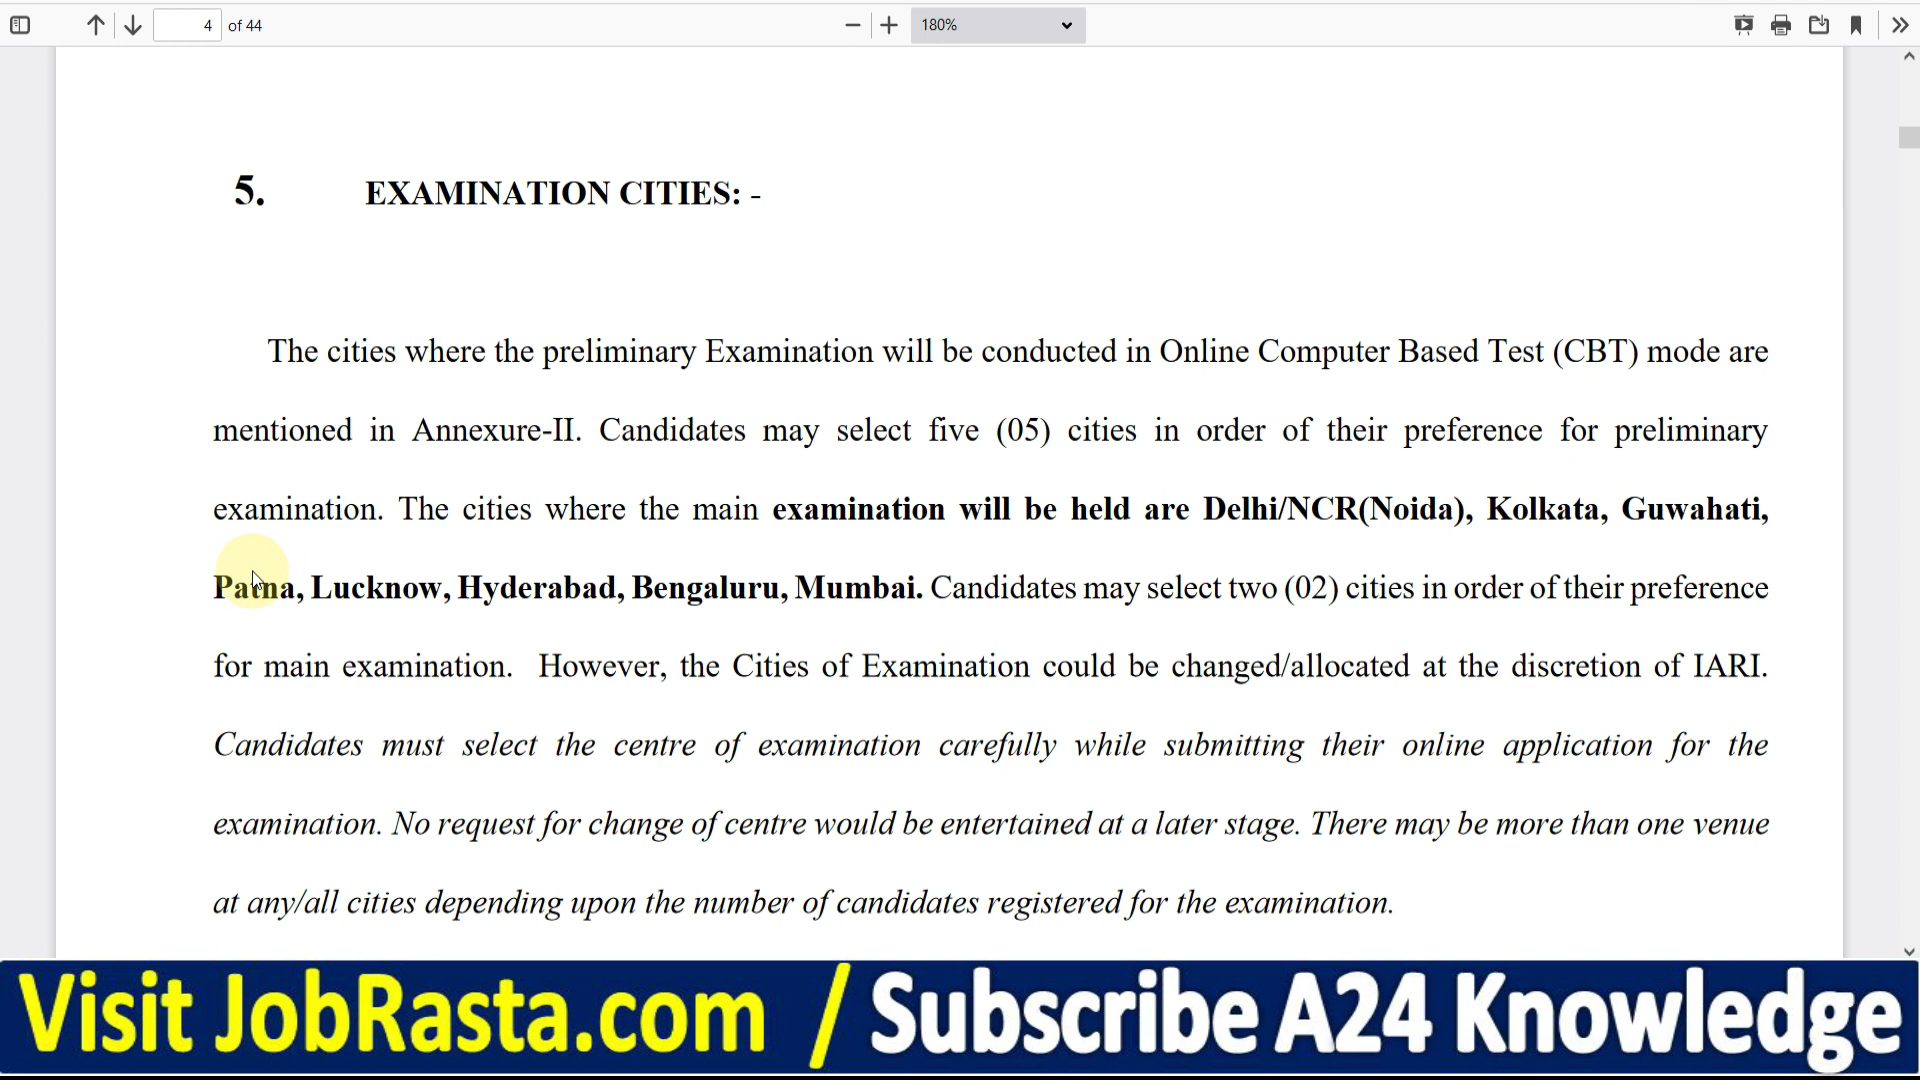 4 of 44
180%
5. EXAMINATION CITIES: -
The cities where the preliminary Examination will be conducted in Online Computer Based Test (CBT) mode are
mentioned in Annexure-II. Candidates may select five (05) cities in order of their preference for preliminary
examination. The cities where the main examination will be held are Delhi/NCR(Noida), Kolkata, Guwahati,
Patna, Lucknow, Hyderabad, Bengaluru, Mumbai. Candidates may select two (02) cities in order of their preference
for main examination. However, the Cities of Examination could be changed/allocated at the discretion of IARI.
Candidates must select the centre of examination carefully while submitting their online application for the
examination. No request for change of centre would be entertained at a later stage. There may be more than one venue
at any/all cities depending upon the number of candidates registered for the examination.
Visit JobRasta.com / Subscribe A24 Knowledge